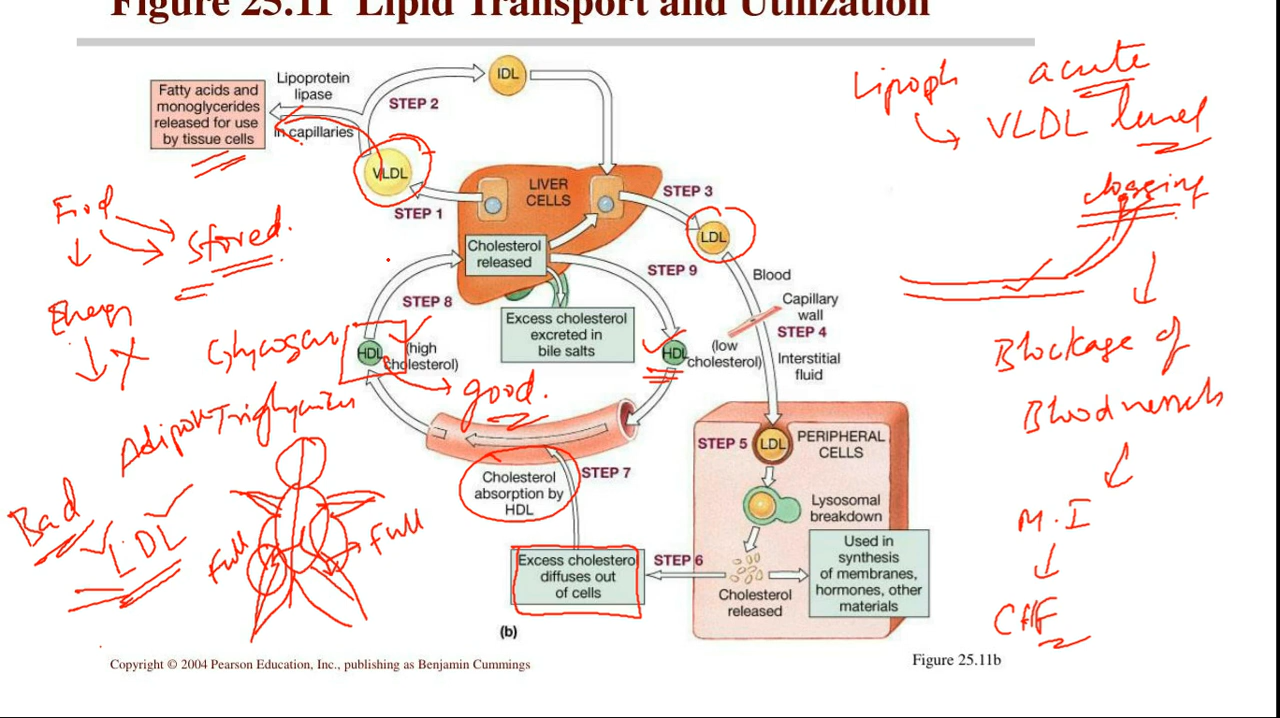 Figure 25.11 Lipid Transport and Utilization
Fatty acids and
monoglycerides
released for use
by tissue cells
Lipoprotein
lipase
in capillaries
STEP 2
IDL
VLDL
STEP 1
LIVER
CELLS
STEP 3
LDL
Cholesterol
released
STEP 9
Blood
Capillary
wall
STEP 4
STEP 8
Excess cholesterol
excreted in
bile salts
HDL
(high
cholesterol)
HDL
(low
cholesterol)
Interstitial
fluid
STEP 5
LDL
PERIPHERAL
CELLS
STEP 7
Cholesterol
absorption by
HDL
Lysosomal
breakdown
Excess cholesterol
diffuses out
of cells
STEP 6
Cholesterol
released
Used in
synthesis
of membranes,
hormones, other
materials
(b)
Copyright © 2004 Pearson Education, Inc., publishing as Benjamin Cummings
Figure 25.11b
acute
VLDL level
clogging
Blockage of
M.I
stored.
good.
Bad
LDL
Full
Full